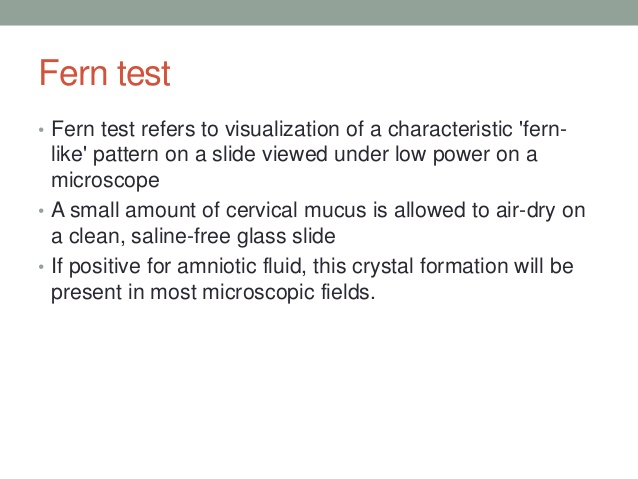 Fern test
• Fern test refers to visualization of a characteristic 'fern-
like' pattern on a slide viewed under low power on a
microscope
• A small amount of cervical mucus is allowed to air-dry on
a clean, saline-free glass slide
• If positive for amniotic fluid, this crystal formation will be
present in most microscopic fields.